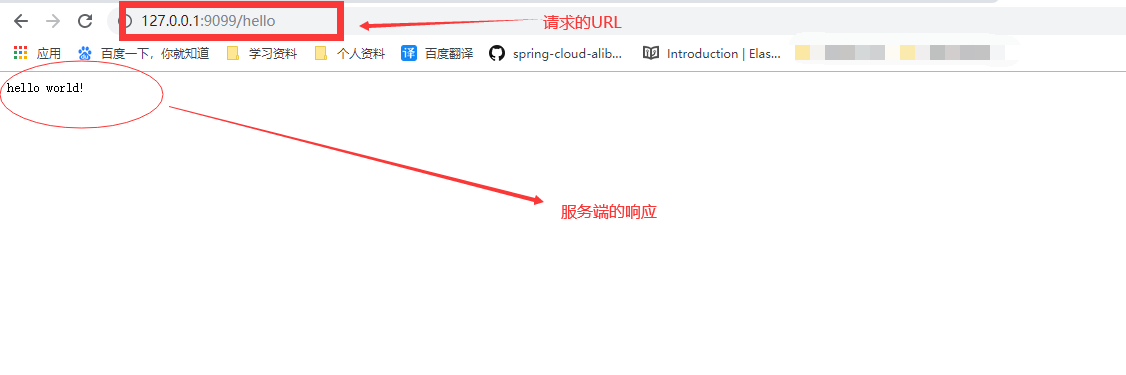 127.0.0.1:9099/hello
请求的URL
应用 百度一下，你就知道 学习资料 个人资料 译 百度翻译 spring-cloud-alib... Introduction | Elas...
hello world!
服务端的响应